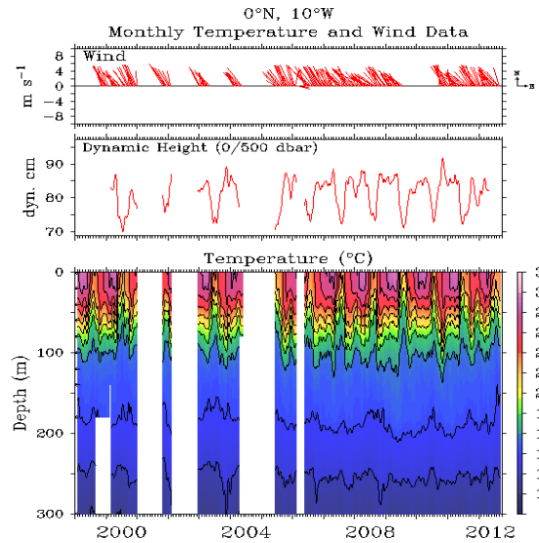 0°N, 10°W
Monthly Temperature and Wind Data
Wind
8
4
0
-4
-8
m s⁻¹
N
E
Dynamic Height (0/500 dbar)
90
80
70
dyn. cm
Temperature (°C)
0
100
200
300
Depth (m)
2000 2004 2008 2012